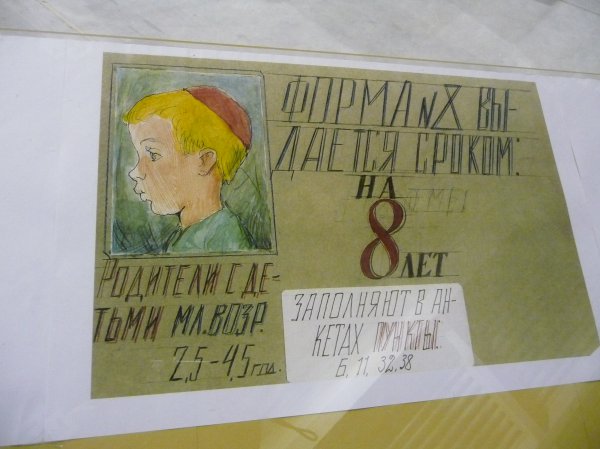 ФОРМА №8 ВЫ-
ДАЕТСЯ СРОКОМ:
НА
8 ЛЕТ
РОДИТЕЛИ С ДЕ-
ТЬМИ МЛ. ВОЗР.
2,5 – 4,5 год.
ЗАПОЛНЯЮТ В АН-
КЕТАХ ПУНКТЫ:
6, 11, 32, 38